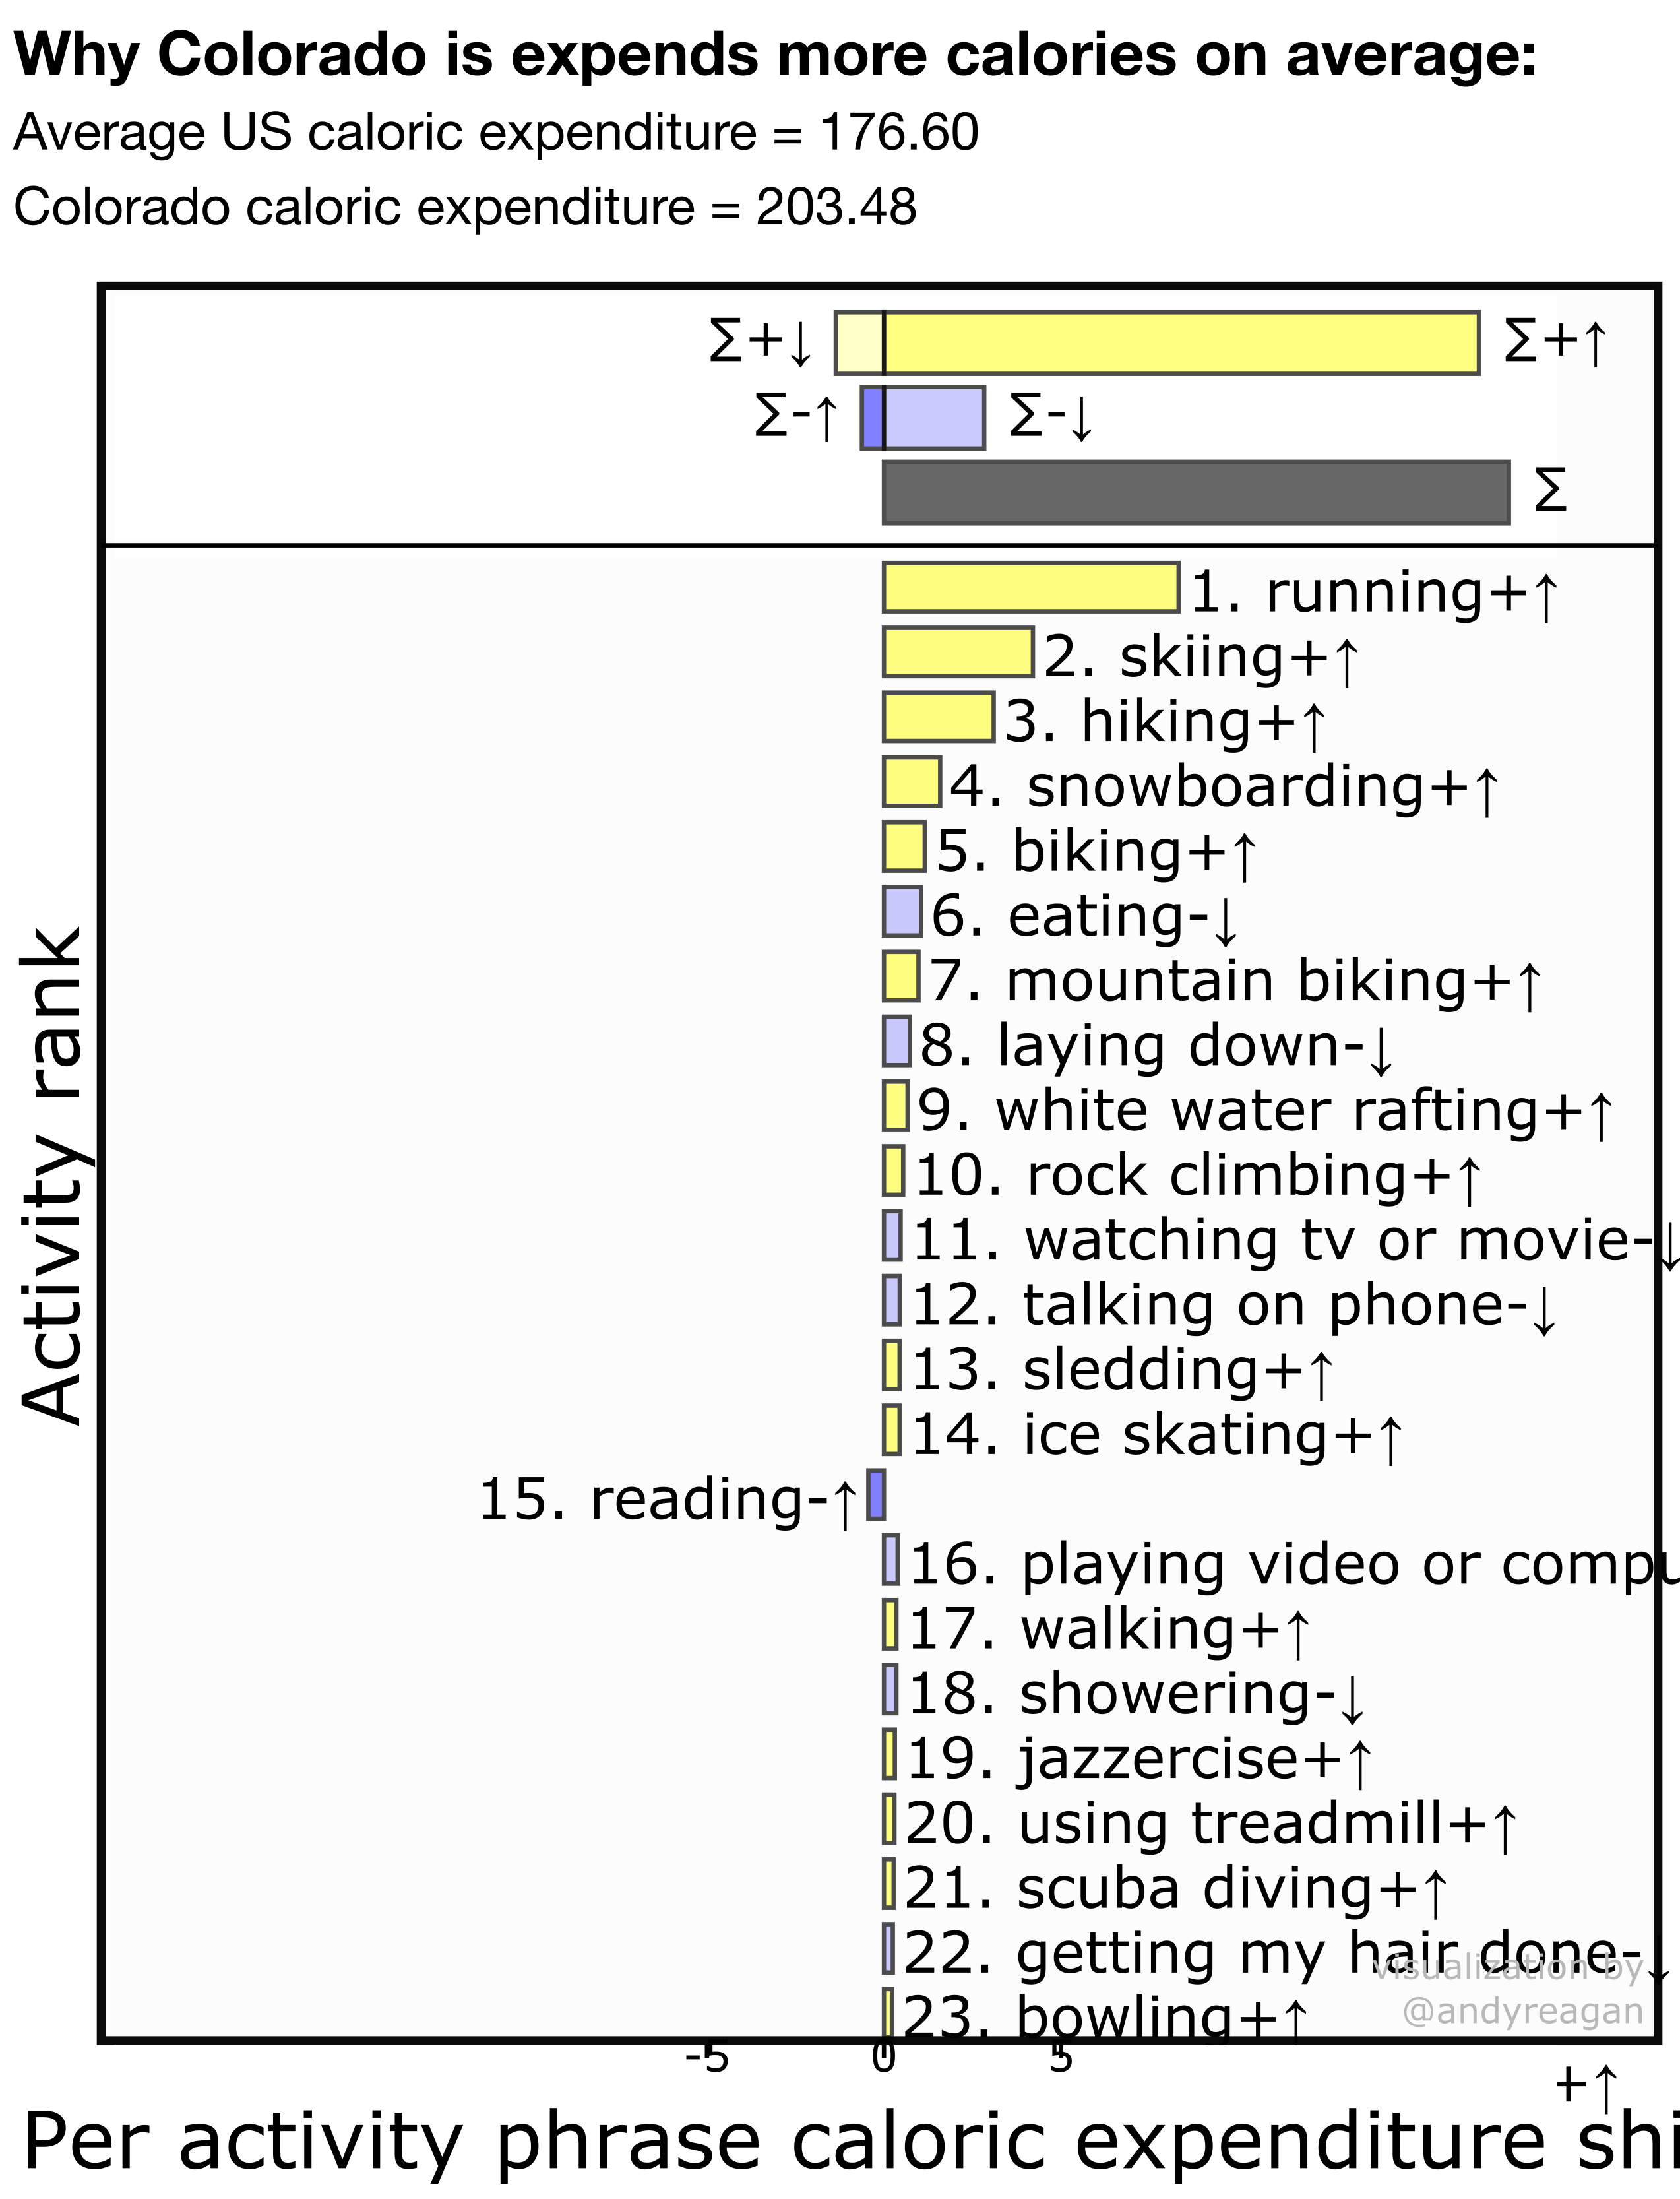 Why Colorado is expends more calories on average:
Average US caloric expenditure = 176.60
Colorado caloric expenditure = 203.48
Σ+↓ Σ+↑
Σ-↑ Σ-↓
Σ
1. running+↑
2. skiing+↑
3. hiking+↑
4. snowboarding+↑
5. biking+↑
6. eating-↓
7. mountain biking+↑
8. laying down-↓
9. white water rafting+↑
10. rock climbing+↑
11. watching tv or movie-↓
12. talking on phone-↓
13. sledding+↑
14. ice skating+↑
15. reading-↑
16. playing video or compu
17. walking+↑
18. showering-↓
19. jazzercise+↑
20. using treadmill+↑
21. scuba diving+↑
22. getting my hair done-↓
23. bowling+↑
visualization by
@andyreagan
Activity rank
-5 0 5
+↑
Per activity phrase caloric expenditure shi